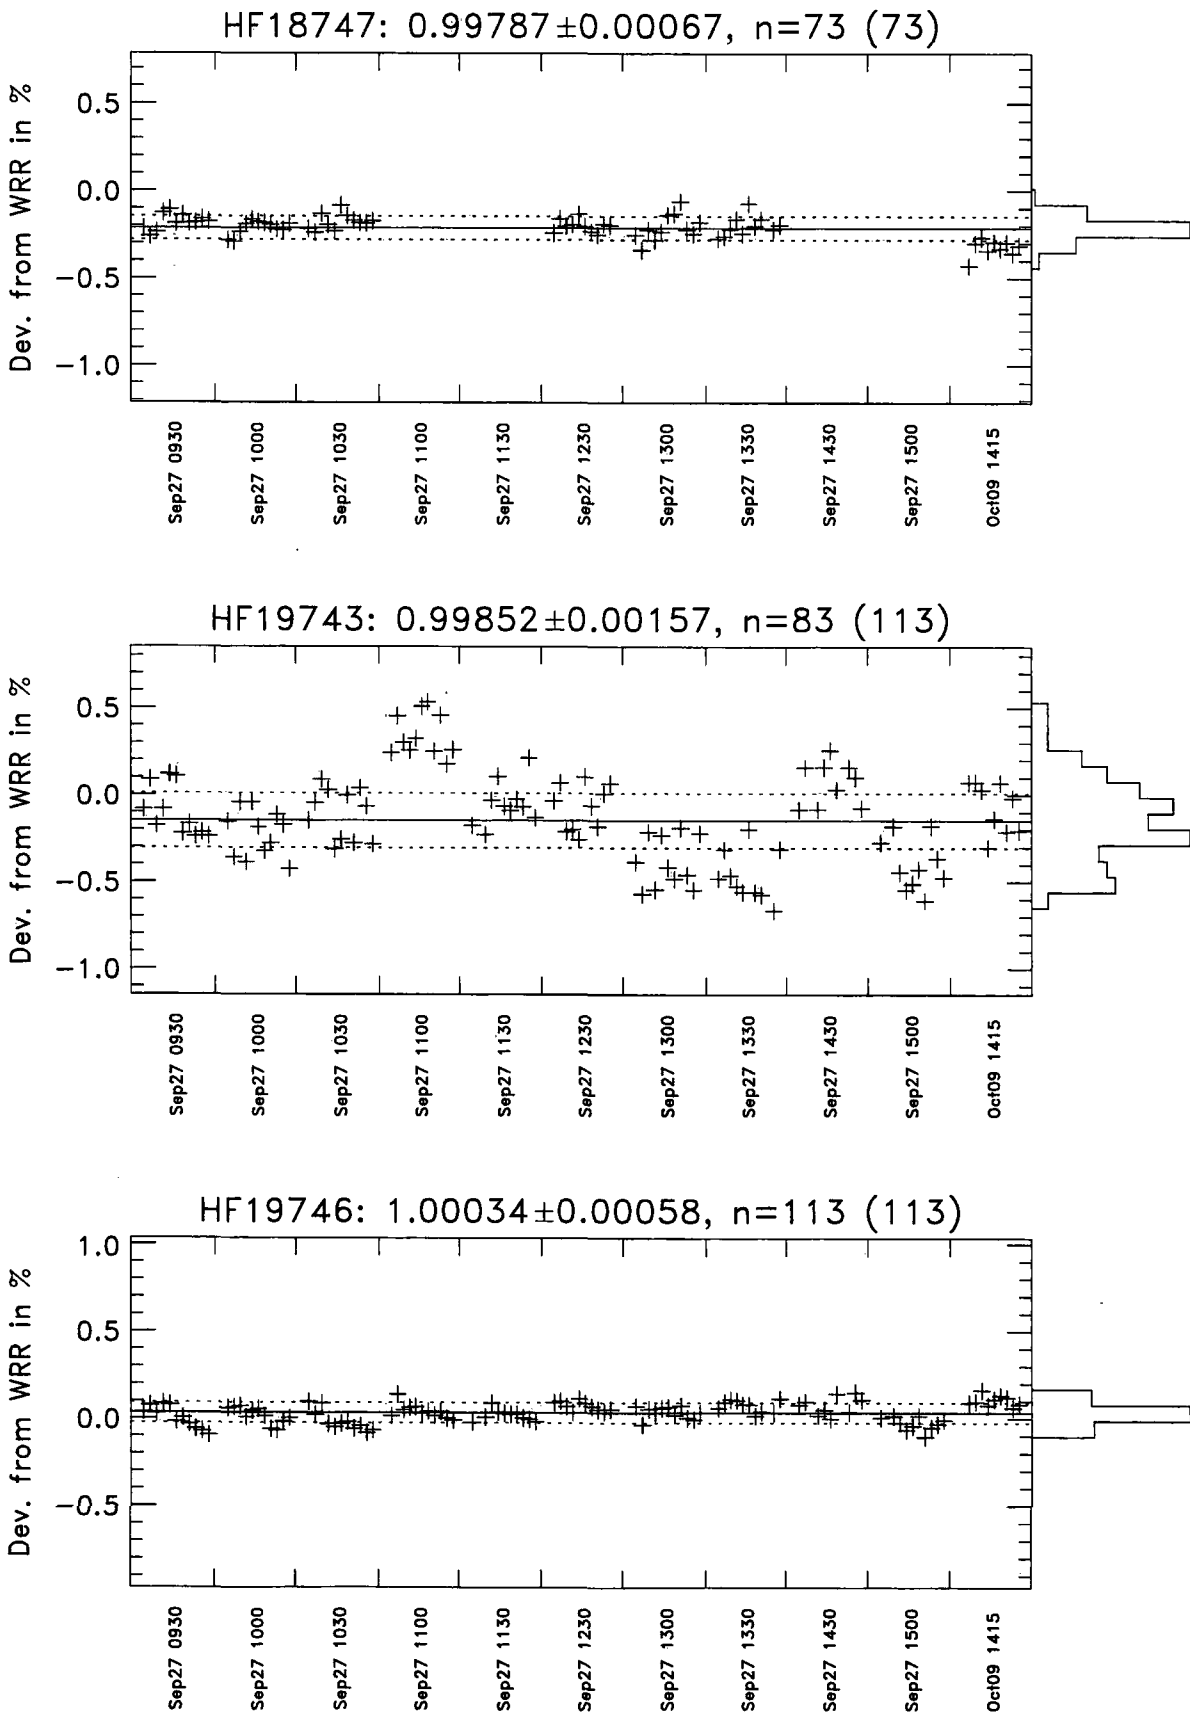 HF18747: 0.99787±0.00067, n=73 (73)
Dev. from WRR in %
0.5
0.0
−0.5
−1.0
Sep27 0930
Sep27 1000
Sep27 1030
Sep27 1100
Sep27 1130
Sep27 1230
Sep27 1300
Sep27 1330
Sep27 1430
Sep27 1500
Oct09 1415
HF19743: 0.99852±0.00157, n=83 (113)
Dev. from WRR in %
0.5
0.0
−0.5
−1.0
Sep27 0930
Sep27 1000
Sep27 1030
Sep27 1100
Sep27 1130
Sep27 1230
Sep27 1300
Sep27 1330
Sep27 1430
Sep27 1500
Oct09 1415
HF19746: 1.00034±0.00058, n=113 (113)
Dev. from WRR in %
1.0
0.5
0.0
−0.5
Sep27 0930
Sep27 1000
Sep27 1030
Sep27 1100
Sep27 1130
Sep27 1230
Sep27 1300
Sep27 1330
Sep27 1430
Sep27 1500
Oct09 1415